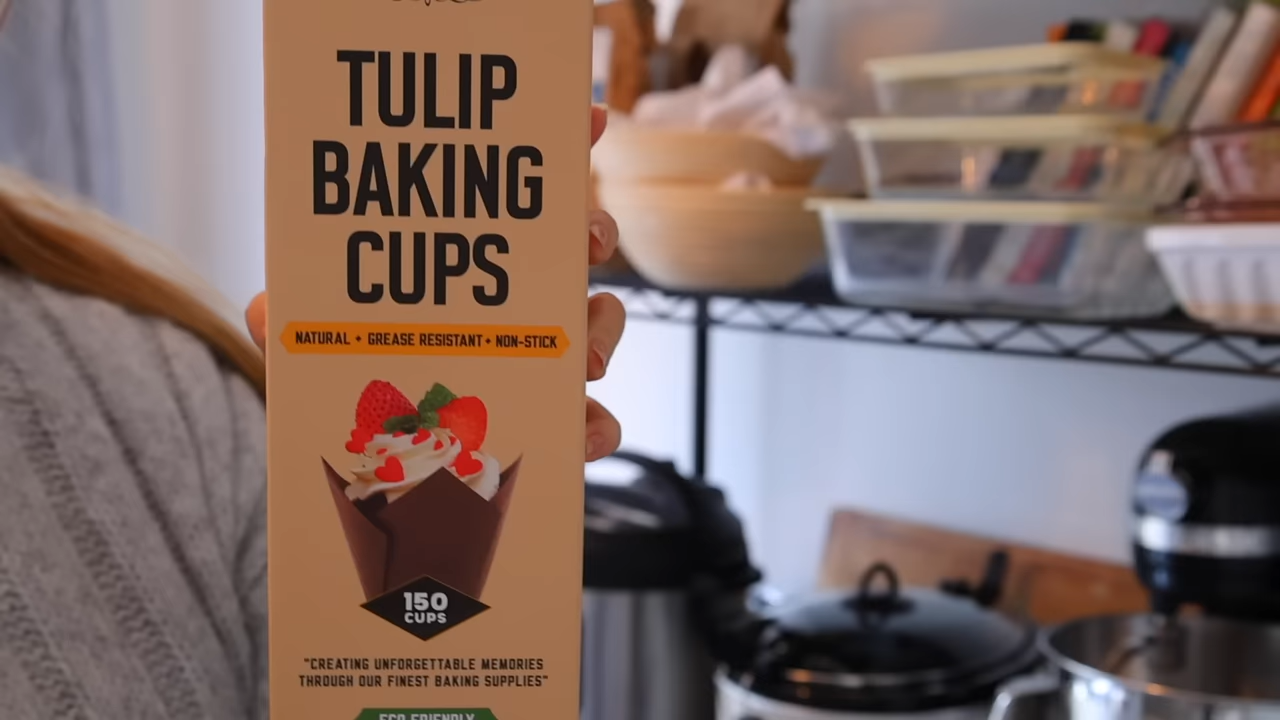 TULIP
BAKING
CUPS
NATURAL + GREASE RESISTANT + NON-STICK
150
CUPS
"CREATING UNFORGETTABLE MEMORIES
THROUGH OUR FINEST BAKING SUPPLIES"
ECO FRIENDLY